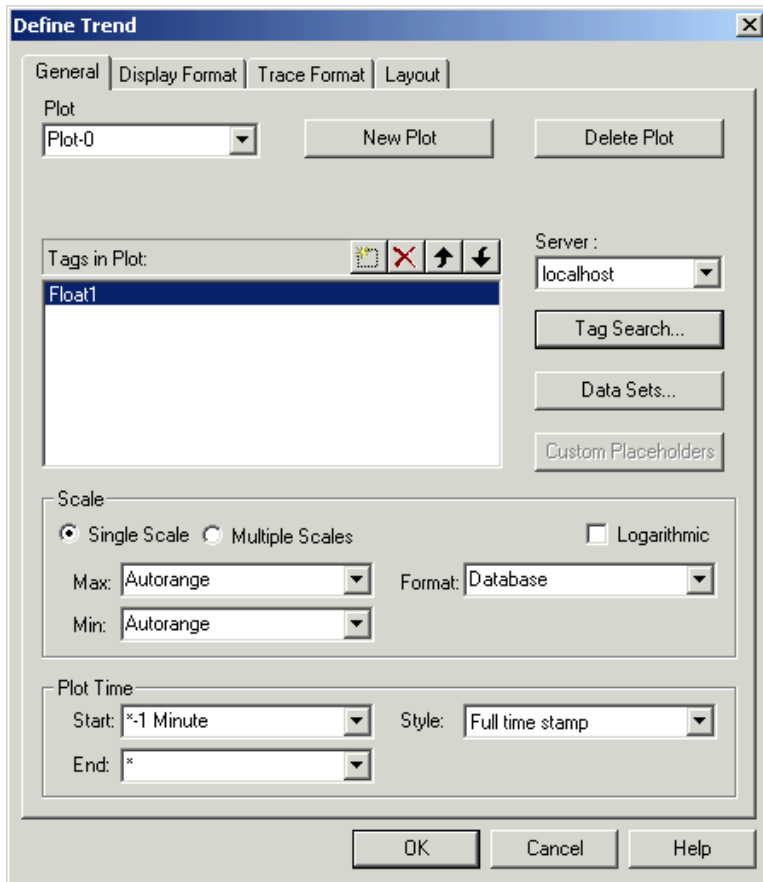 Define Trend
General Display Format Trace Format Layout
Plot
Plot-0 New Plot Delete Plot
Server :
Tags in Plot:
localhost
Float1
Tag Search...
Data Sets...
Custom Placeholders
Scale
Single Scale Multiple Scales Logarithmic
Max: Autorange Format: Database
Min: Autorange
Plot Time
Start: *-1 Minute Style: Full time stamp
End: *
OK Cancel Help